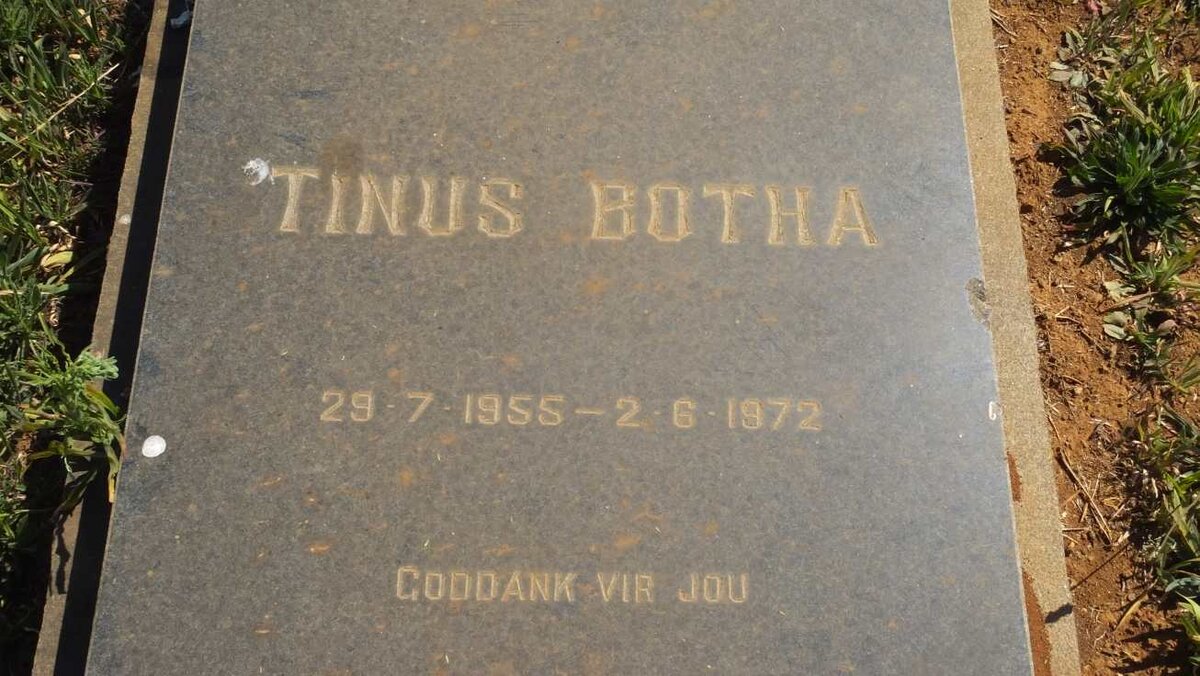 TINUS BOTHA
29-7-1955 - 2-6-1972
GODDANK VIR JOU